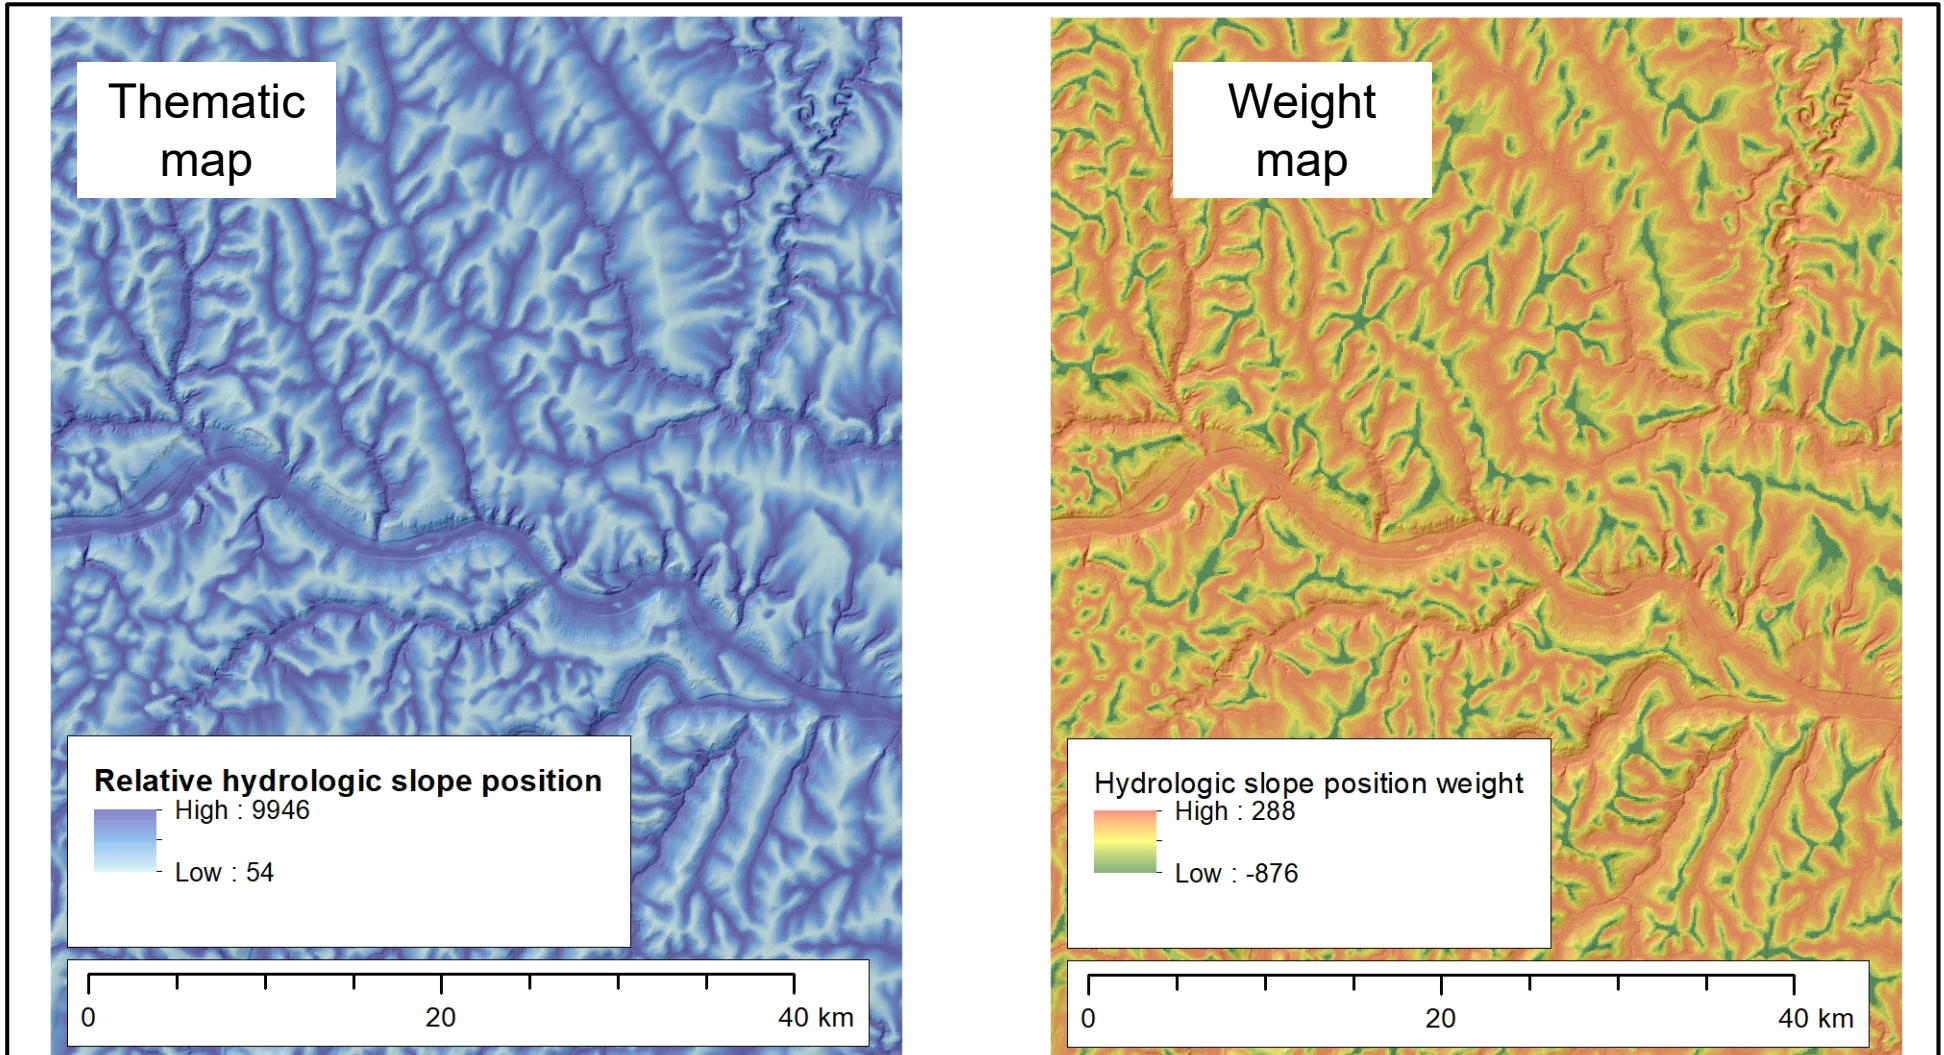 Thematic
map
Relative hydrologic slope position
High : 9946
Low : 54
0 20 40 km
Weight
map
Hydrologic slope position weight
High : 288
Low : -876
0 20 40 km